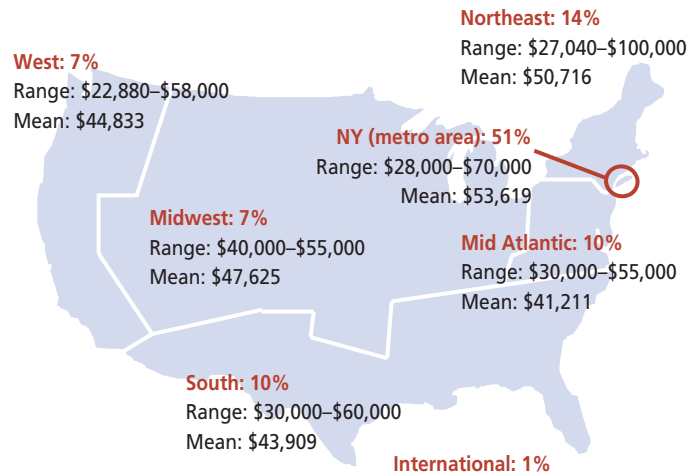 Northeast: 14%
Range: $27,040–$100,000
Mean: $50,716
West: 7%
Range: $22,880–$58,000
Mean: $44,833
NY (metro area): 51%
Range: $28,000–$70,000
Mean: $53,619
Midwest: 7%
Range: $40,000–$55,000
Mean: $47,625
Mid Atlantic: 10%
Range: $30,000–$55,000
Mean: $41,211
South: 10%
Range: $30,000–$60,000
Mean: $43,909
International: 1%